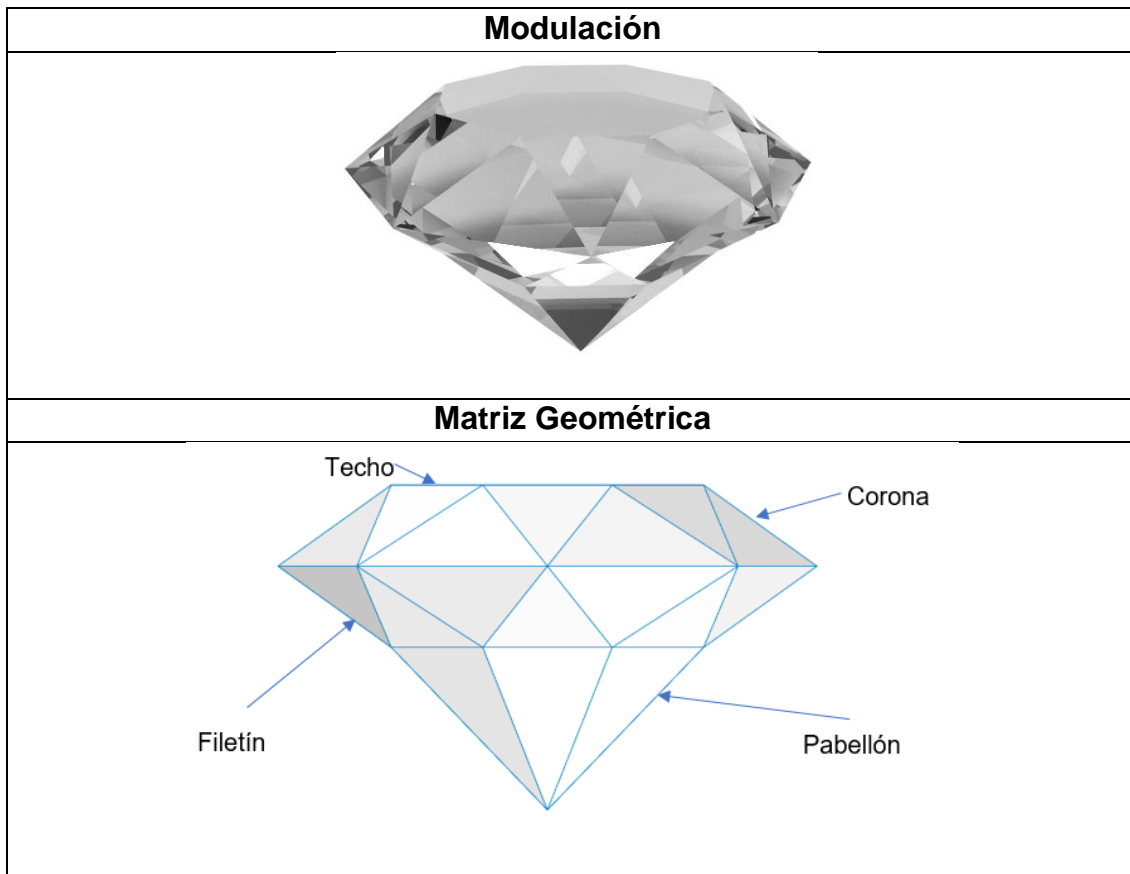 Modulación
Matriz Geométrica
Techo
Corona
Filetín
Pabellón